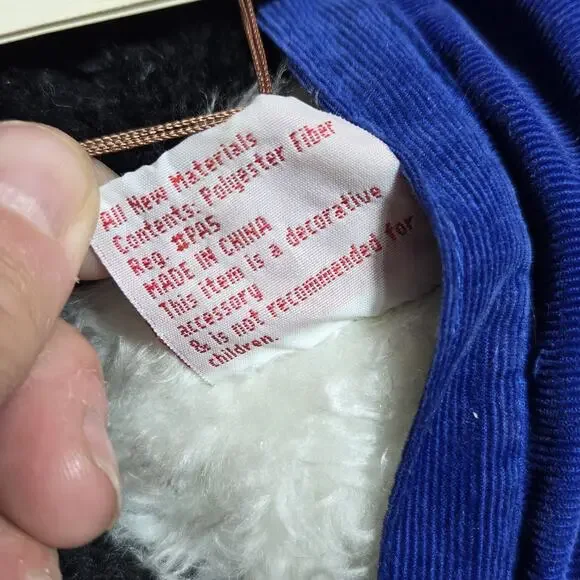 All New Materials
Contents: Polyester Fiber
Reg. #PA5
MADE IN CHINA
This item is a decorative
accessory
& is not recommended for
children.